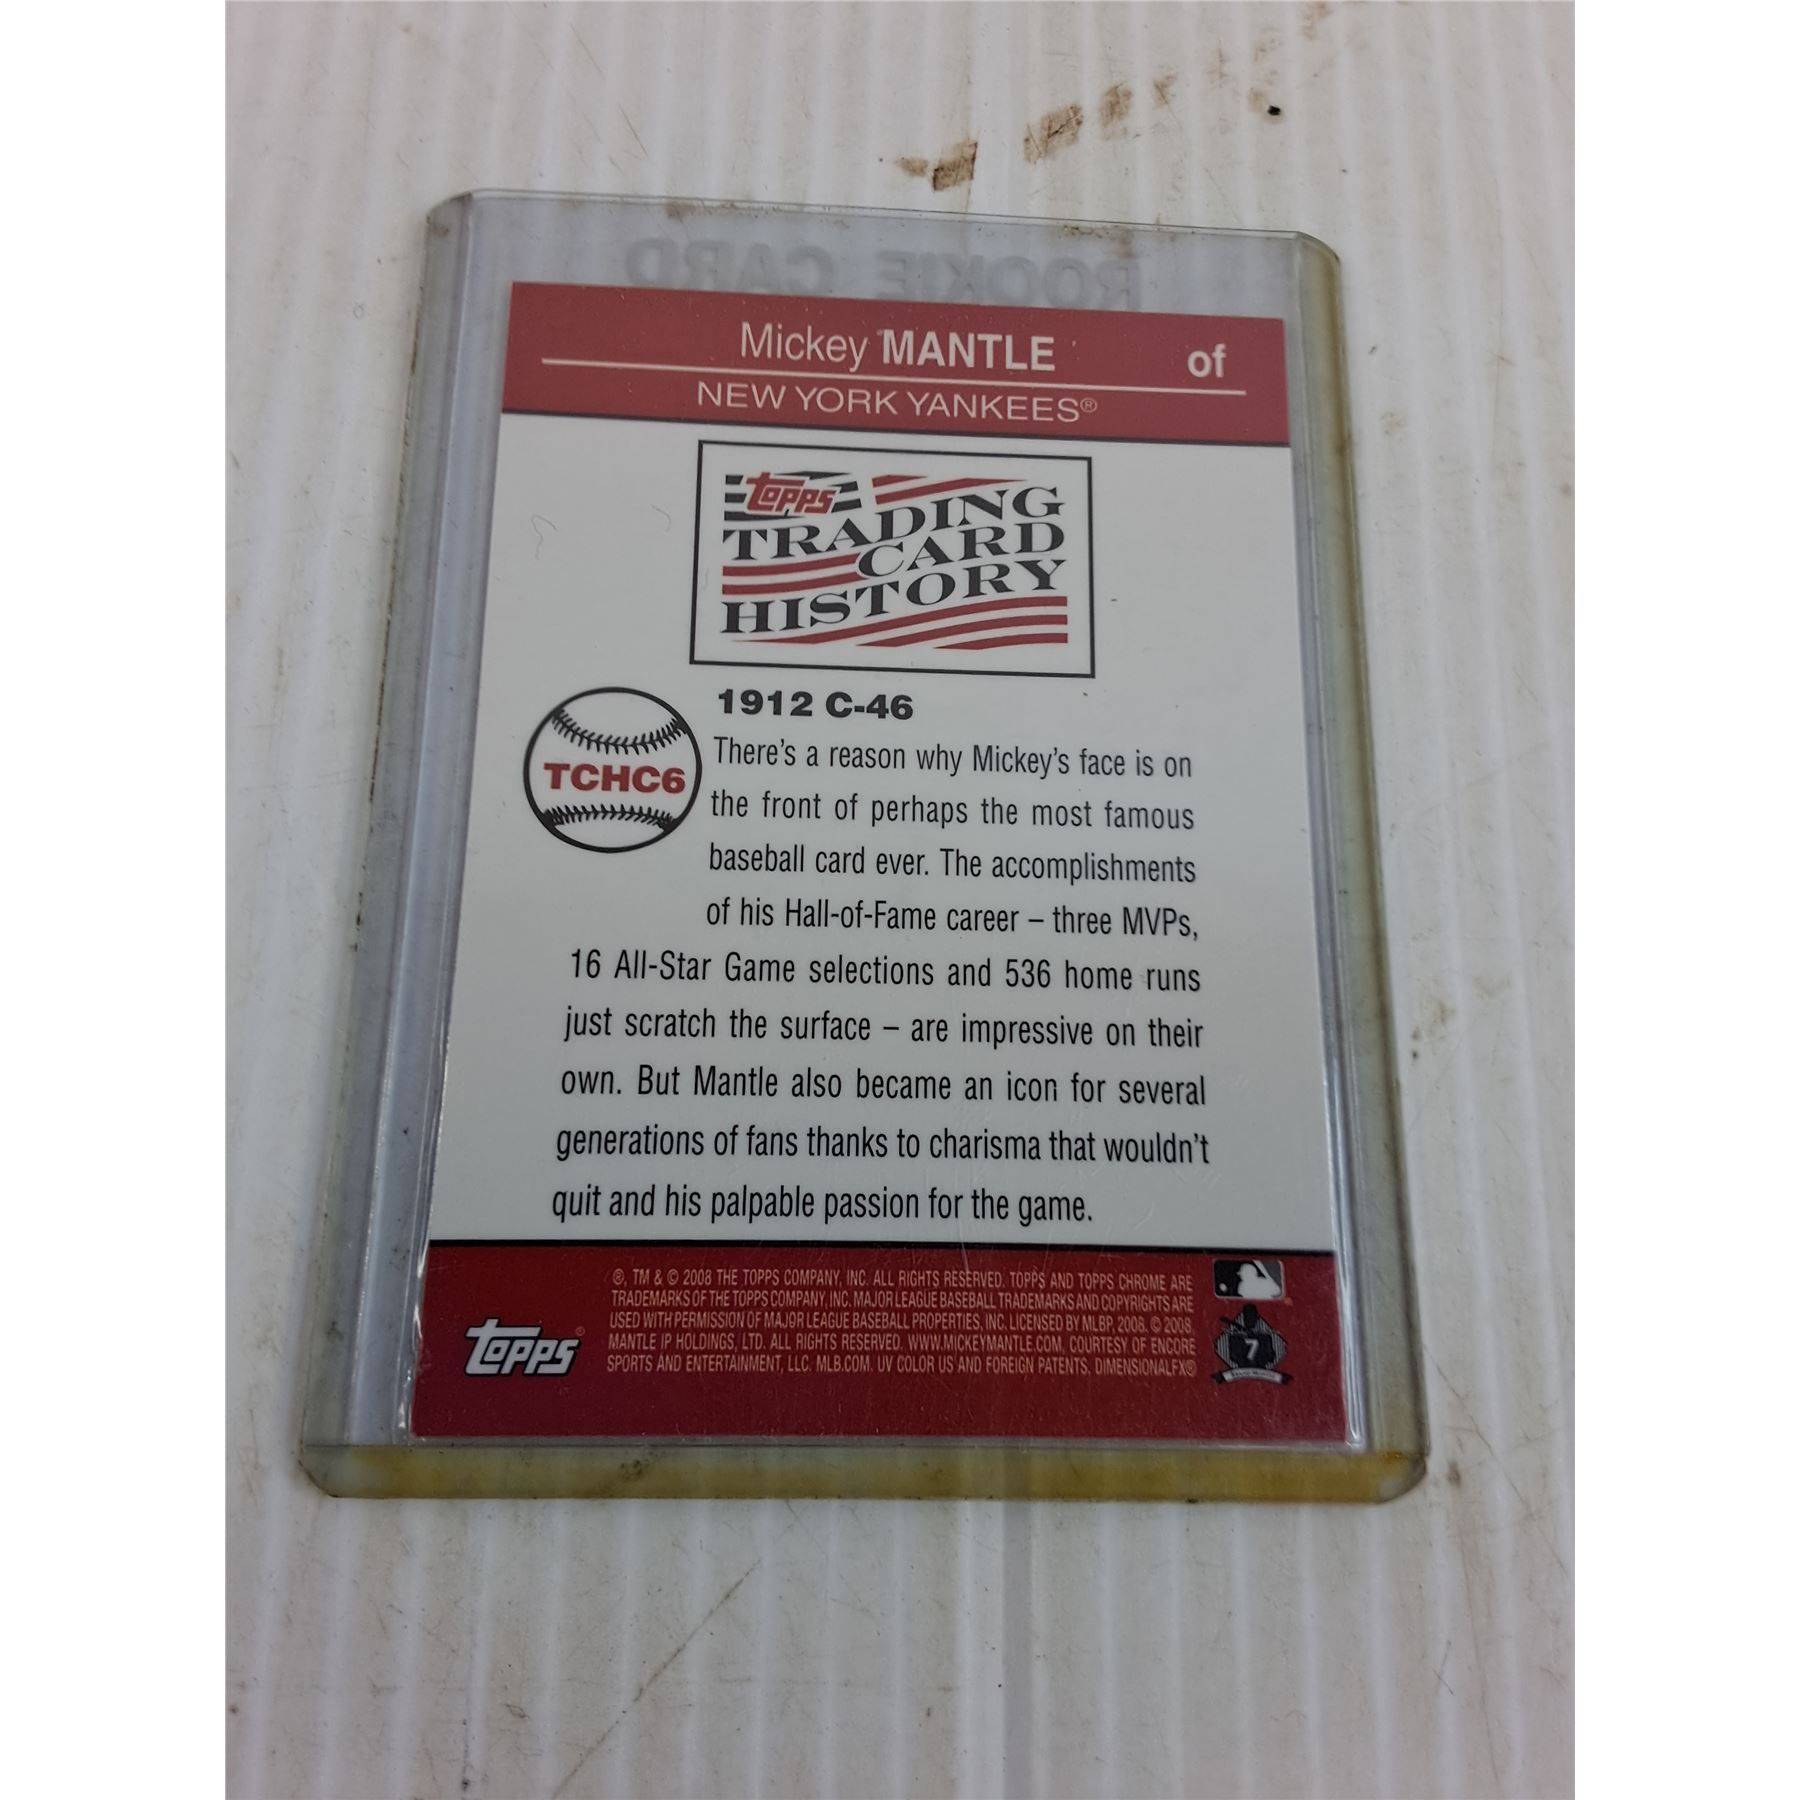 ROOKIE CARD
Mickey MANTLE
of
NEW YORK YANKEES®
topps
TRADING
CARD
HISTORY
1912 C-46
TCHC6
There's a reason why Mickey's face is on
the front of perhaps the most famous
baseball card ever. The accomplishments
of his Hall-of-Fame career – three MVPs,
16 All-Star Game selections and 536 home runs
just scratch the surface – are impressive on their
own. But Mantle also became an icon for several
generations of fans thanks to charisma that wouldn't
quit and his palpable passion for the game.
®, TM & © 2008 THE TOPPS COMPANY, INC. ALL RIGHTS RESERVED. TOPPS AND TOPPS CHROME ARE
TRADEMARKS OF THE TOPPS COMPANY, INC. MAJOR LEAGUE BASEBALL TRADEMARKS AND COPYRIGHTS ARE
USED WITH PERMISSION OF MAJOR LEAGUE BASEBALL PROPERTIES, INC. LICENSED BY MLBP, 2008. © 2008
MANTLE IP HOLDINGS, LTD. ALL RIGHTS RESERVED. WWW.MICKEYMANTLE.COM, COURTESY OF ENCORE
SPORTS AND ENTERTAINMENT, LLC. MLB.COM. UV COLOR US AND FOREIGN PATENTS, DIMENSIONALFX®
topps®
7